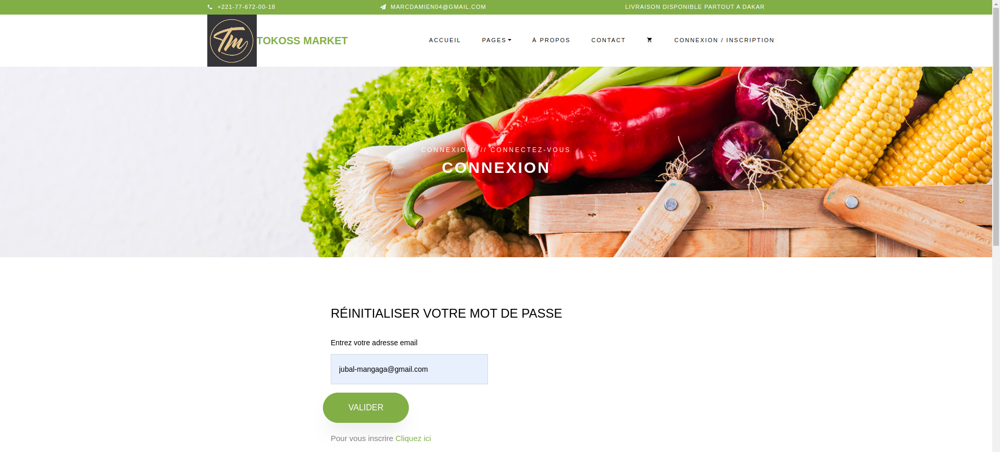 +221-77-672-00-18
MARCDAMIEN04@GMAIL.COM
LIVRAISON DISPONIBLE PARTOUT A DAKAR
Tm
TOKOSS MARKET
ACCUEIL
PAGES
À PROPOS
CONTACT
CONNEXION / INSCRIPTION
CONNEXION // CONNECTEZ-VOUS
CONNEXION
RÉINITIALISER VOTRE MOT DE PASSE
Entrez votre adresse email
jubal-mangaga@gmail.com
VALIDER
Pour vous inscrire Cliquez ici